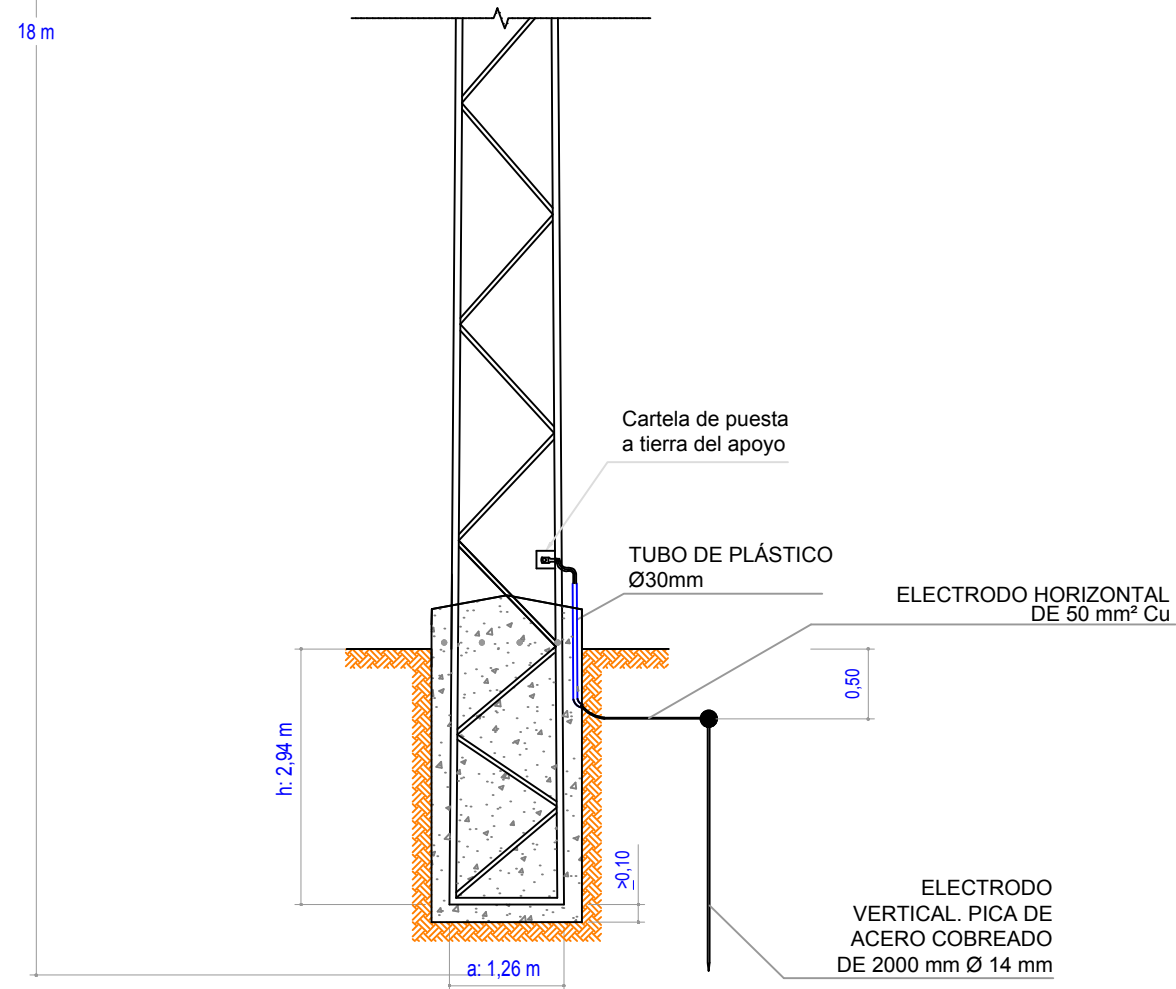 18 m
Cartela de puesta
a tierra del apoyo
TUBO DE PLÁSTICO
Ø30mm
ELECTRODO HORIZONTAL
DE 50 mm² Cu
0,50
h: 2,94 m
≥0,10
ELECTRODO
VERTICAL. PICA DE
ACERO COBREADO
DE 2000 mm Ø 14 mm
a: 1,26 m